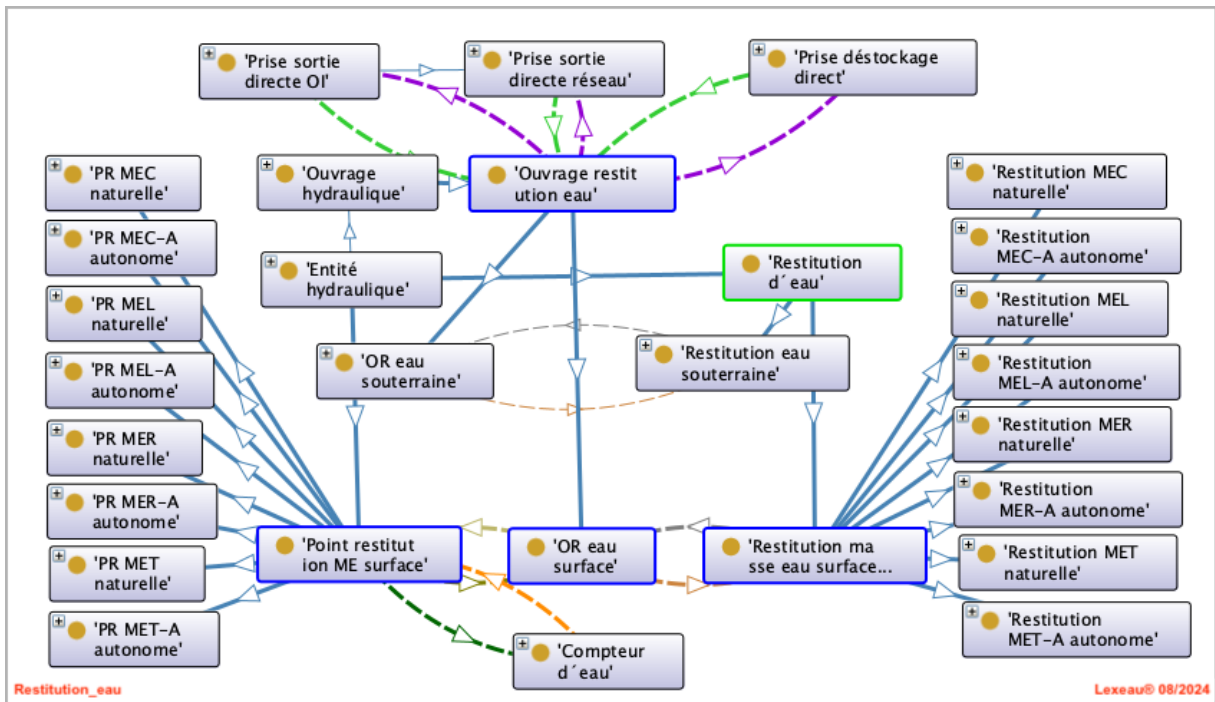 'Prise sortie
directe OI'
'Prise sortie
directe réseau'
'Prise déstockage
direct'
'PR MEC
naturelle'
'Ouvrage
hydraulique'
'Ouvrage restit
ution eau'
'Restitution MEC
naturelle'
'PR MEC-A
autonome'
'Restitution
MEC-A autonome'
'Entité
hydraulique'
'Restitution
d´eau'
'PR MEL
naturelle'
'Restitution MEL
naturelle'
'OR eau
souterraine'
'Restitution eau
souterraine'
'PR MEL-A
autonome'
'Restitution
MEL-A autonome'
'PR MER
naturelle'
'Restitution MER
naturelle'
'PR MER-A
autonome'
'Restitution
MER-A autonome'
'Point restitut
ion ME surface'
'OR eau
surface'
'Restitution ma
sse eau surface...
'PR MET
naturelle'
'Restitution MET
naturelle'
'PR MET-A
autonome'
'Restitution
MET-A autonome'
'Compteur
d´eau'
Restitution_eau
Lexeau® 08/2024